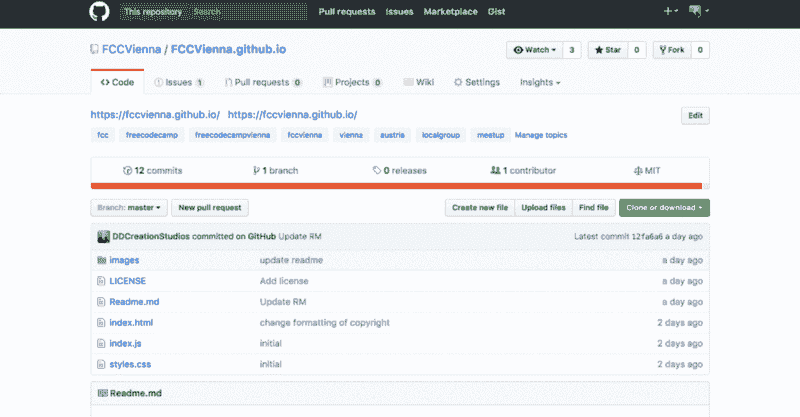 This repository Search Pull requests Issues Marketplace Gist
FCCVienna / FCCVienna.github.io Watch 3 Star 0 Fork 0
Code Issues 1 Pull requests 0 Projects 0 Wiki Settings Insights
https://fccvienna.github.io/ https://fccvienna.github.io/ Edit
fcc freecodecamp freecodecampvienna fccvienna vienna austria localgroup meetup Manage topics
12 commits 1 branch 0 releases 1 contributor MIT
Branch: master New pull request Create new file Upload files Find file Clone or download
DDCreationStudios committed on GitHub Update RM Latest commit 12fa6a6 a day ago
images update readme a day ago
LICENSE Add license a day ago
Readme.md Update RM a day ago
index.html change formatting of copyright 2 days ago
index.js initial 2 days ago
styles.css initial 2 days ago
Readme.md